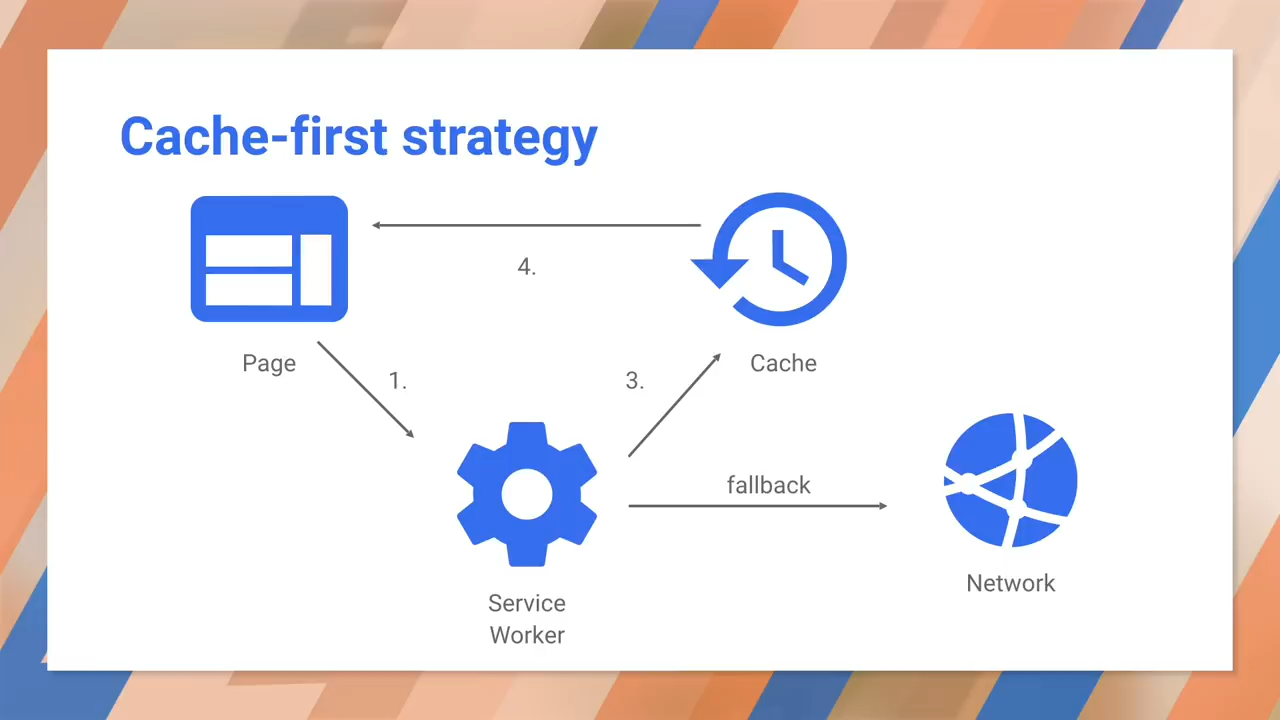 Cache-first strategy
4.
Page
Cache
1.
3.
fallback
Network
Service
Worker